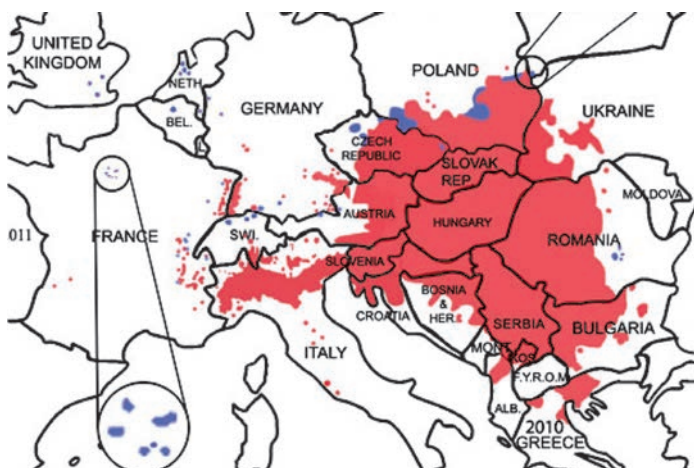 UNITED
KINGDOM
NETH
BEL.
L
GERMANY
POLAND
UKRAINE
CZECH
REPUBLIC
SLOVAK
REP.
MOLDOVA
AUSTRIA
HUNGARY
ROMANIA
011
FRANCE
SWI.
SLOVENIA
CROATIA
BOSNIA
&
HER.
SERBIA
BULGARIA
ITALY
MONT.
KOS.
F.Y.R.O.M
ALB.
2010
GREECE